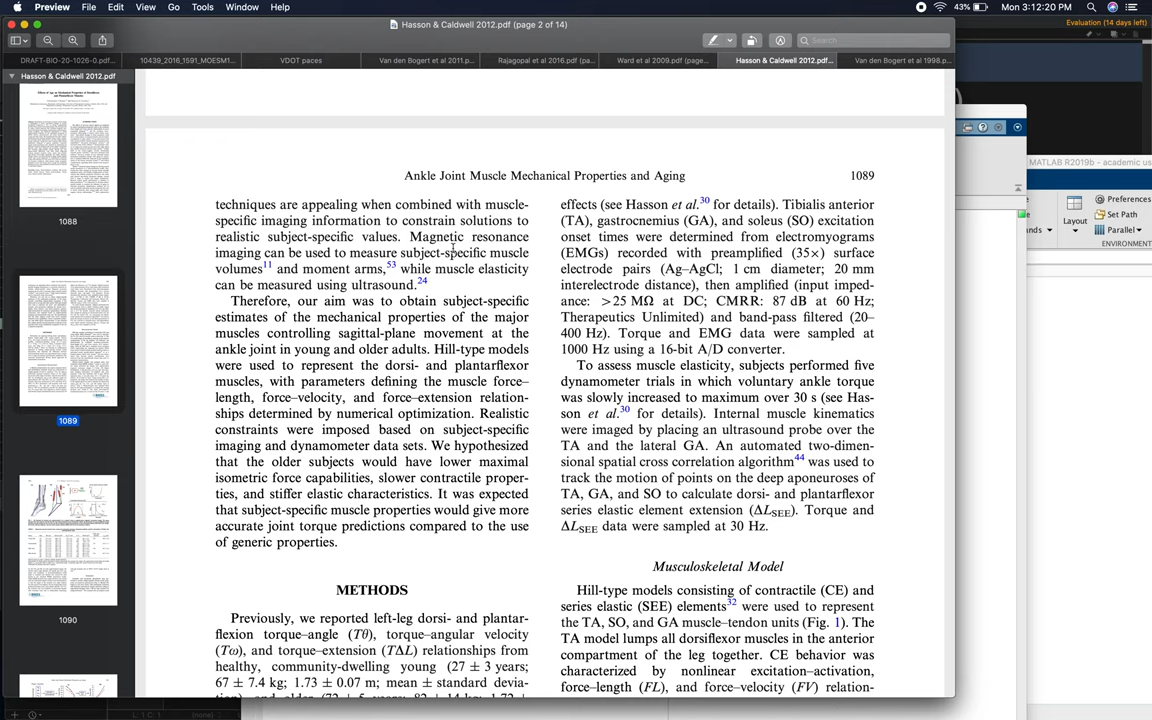 Preview File Edit View Go Tools Window Help
43% Mon 3:12:20 PM
Evaluation (14 days left)
Hasson & Caldwell 2012.pdf (page 2 of 14)
Search
DRAFT-BIO-20-1026-0.pdf...
10439_2016_1591_MOESM1...
VDOT paces
Van den Bogert et al 2011.p...
Rajagopal et al 2016.pdf (pa...
Ward et al 2009.pdf (page...
Hasson & Caldwell 2012.pdf...
Van den Bogert et al 1998.p...
Hasson & Caldwell 2012.pdf
1088
1089
1090
Ankle Joint Muscle Mechanical Properties and Aging 1089
techniques are appealing when combined with muscle-
specific imaging information to constrain solutions to
realistic subject-specific values. Magnetic resonance
imaging can be used to measure subject-specific muscle
volumes11 and moment arms,53 while muscle elasticity
can be measured using ultrasound.24
Therefore, our aim was to obtain subject-specific
estimates of the mechanical properties of the major
muscles controlling sagittal-plane movement at the
ankle joint in young and older adults. Hill-type models
were used to represent the dorsi- and plantarflexor
muscles, with parameters defining the muscle force–
length, force–velocity, and force–extension relation-
ships determined by numerical optimization. Realistic
constraints were imposed based on subject-specific
imaging and dynamometer data sets. We hypothesized
that the older subjects would have lower maximal
isometric force capabilities, slower contractile proper-
ties, and stiffer elastic characteristics. It was expected
that subject-specific muscle properties would give more
accurate joint torque predictions compared to the use
of generic properties.
METHODS
Previously, we reported left-leg dorsi- and plantar-
flexion torque–angle (Tθ), torque–angular velocity
(Tω), and torque–extension (TΔL) relationships from
healthy, community-dwelling young (27 ± 3 years;
67 ± 7.4 kg; 1.73 ± 0.07 m; mean ± standard devia-
effects (see Hasson et al.30 for details). Tibialis anterior
(TA), gastrocnemius (GA), and soleus (SO) excitation
onset times were determined from electromyograms
(EMGs) recorded with preamplified (35×) surface
electrode pairs (Ag–AgCl; 1 cm diameter; 20 mm
interelectrode distance), then amplified (input imped-
ance: >25 MΩ at DC; CMRR: 87 dB at 60 Hz;
Therapeutics Unlimited) and band-pass filtered (20–
400 Hz). Torque and EMG data were sampled at
1000 Hz using a 16-bit A/D converter.
To assess muscle elasticity, subjects performed five
dynamometer trials in which voluntary ankle torque
was slowly increased to maximum over 30 s (see Has-
son et al.30 for details). Internal muscle kinematics
were imaged by placing an ultrasound probe over the
TA and the lateral GA. An automated two-dimen-
sional spatial cross correlation algorithm44 was used to
track the motion of points on the deep aponeuroses of
TA, GA, and SO to calculate dorsi- and plantarflexor
series elastic element extension (ΔLSEE). Torque and
ΔLSEE data were sampled at 30 Hz.
Musculoskeletal Model
Hill-type models consisting of contractile (CE) and
series elastic (SEE) elements32 were used to represent
the TA, SO, and GA muscle–tendon units (Fig. 1). The
TA model lumps all dorsiflexor muscles in the anterior
compartment of the leg together. CE behavior was
characterized by nonlinear excitation–activation,
force–length (FL), and force–velocity (FV) relation-
MATLAB R2019b - academic us
Layout
Preferences
Set Path
Parallel
ands
ENVIRONMENT
L: 1 C: 1 (none)